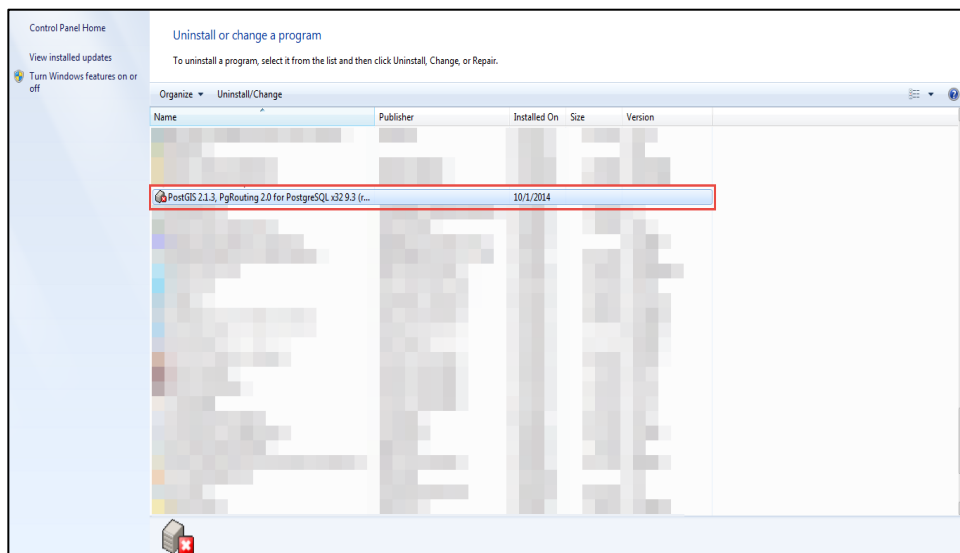 Control Panel Home
View installed updates
Turn Windows features on or
off
Uninstall or change a program
To uninstall a program, select it from the list and then click Uninstall, Change, or Repair.
Organize Uninstall/Change
Name Publisher Installed On Size Version
PostGIS 2.1.3, PgRouting 2.0 for PostgreSQL x32 9.3 (r... 10/1/2014